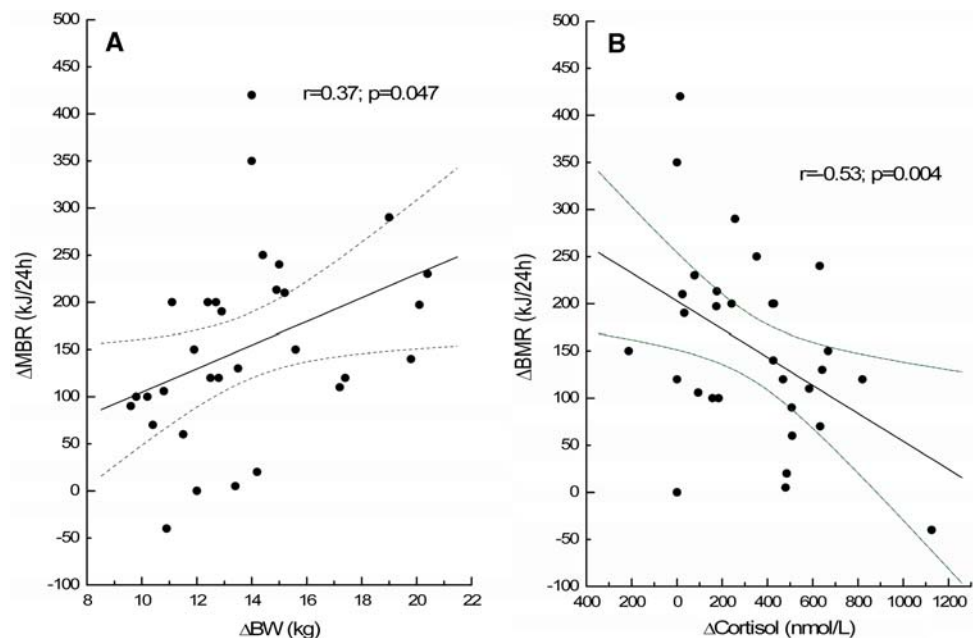 A
r=0.37; p=0.047
ΔMBR (kJ/24h)
500
450
400
350
300
250
200
150
100
50
0
-50
-100
8 10 12 14 16 18 20 22
ΔBW (kg)
B
r=-0.53; p=0.004
ΔBMR (kJ/24h)
500
450
400
350
300
250
200
150
100
50
0
-50
-100
200 0 200 400 600 800 1000 1200
ΔCortisol (nmol/L)